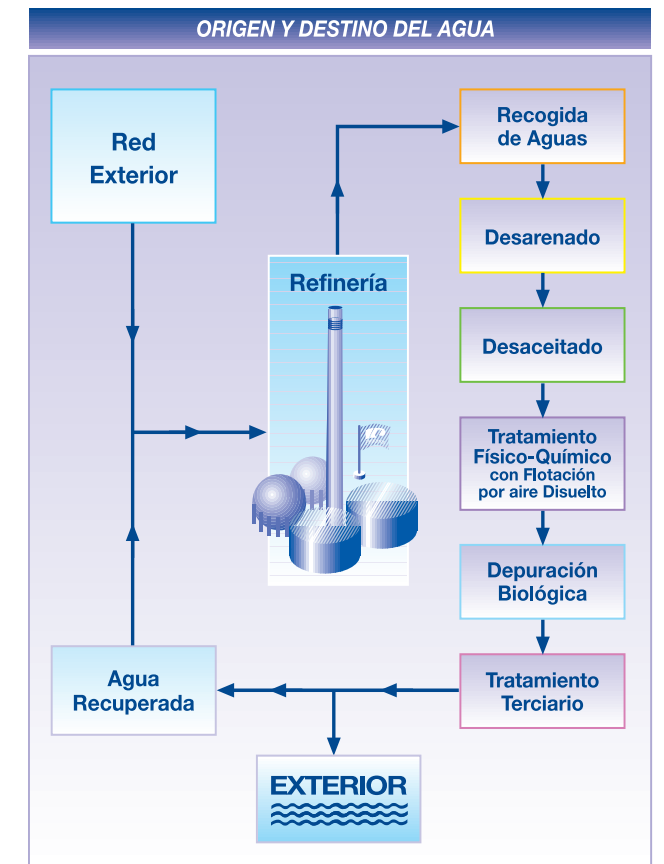 ORIGEN Y DESTINO DEL AGUA
Red
Exterior
Refinería
Recogida
de Aguas
Desarenado
Desaceitado
Tratamiento
Físico-Químico
con Flotación
por aire Disuelto
Depuración
Biológica
Tratamiento
Terciario
Agua
Recuperada
EXTERIOR